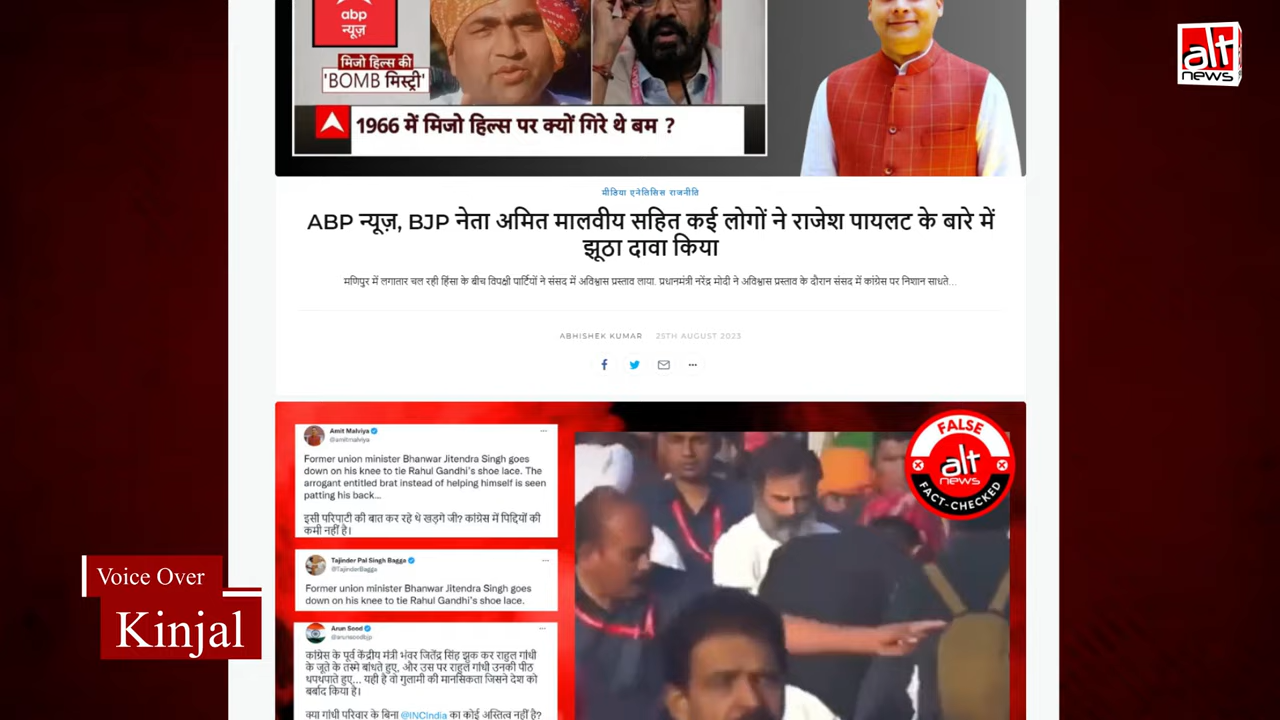 abp
न्यूज़
मिजो हिल्स की
'BOMB मिस्ट्री'
1966 में मिजो हिल्स पर क्यों गिरे थे बम ?
alt
news
मीडिया एनेलिसिस राजनीति
ABP न्यूज़, BJP नेता अमित मालवीय सहित कई लोगों ने राजेश पायलट के बारे में
झूठा दावा किया
मणिपुर में लगातार चल रही हिंसा के बीच विपक्षी पार्टियों ने संसद में अविश्वास प्रस्ताव लाया. प्रधानमंत्री नरेंद्र मोदी ने अविश्वास प्रस्ताव के दौरान संसद में कांग्रेस पर निशान साधते...
ABHISHEK KUMAR 25TH AUGUST 2023
Amit Malviya
@amitmalviya
Former union minister Bhanwar Jitendra Singh goes
down on his knee to tie Rahul Gandhi's shoe lace. The
arrogant entitled brat instead of helping himself is seen
patting his back...
इसी परिपाटी की बात कर रहे थे खड़गे जी? कांग्रेस में पिद्दियों की
कमी नहीं है।
Tajinder Pal Singh Bagga
@TajinderBagga
Former union minister Bhanwar Jitendra Singh goes
down on his knee to tie Rahul Gandhi's shoe lace.
Arun Sood
@arunsoodbjp
कांग्रेस के पूर्व केंद्रीय मंत्री भंवर जितेंद्र सिंह झुक कर राहुल गांधी
के जूते के तस्मे बांधते हुए, और उस पर राहुल गांधी उनकी पीठ
थपथपाते हुए... यही है वो गुलामी की मानसिकता जिसने देश को
बर्बाद किया है।
क्या गांधी परिवार के बिना @INCIndia का कोई अस्तित्व नहीं है?
FALSE
alt
news
FACT-CHECKED
Voice Over
Kinjal